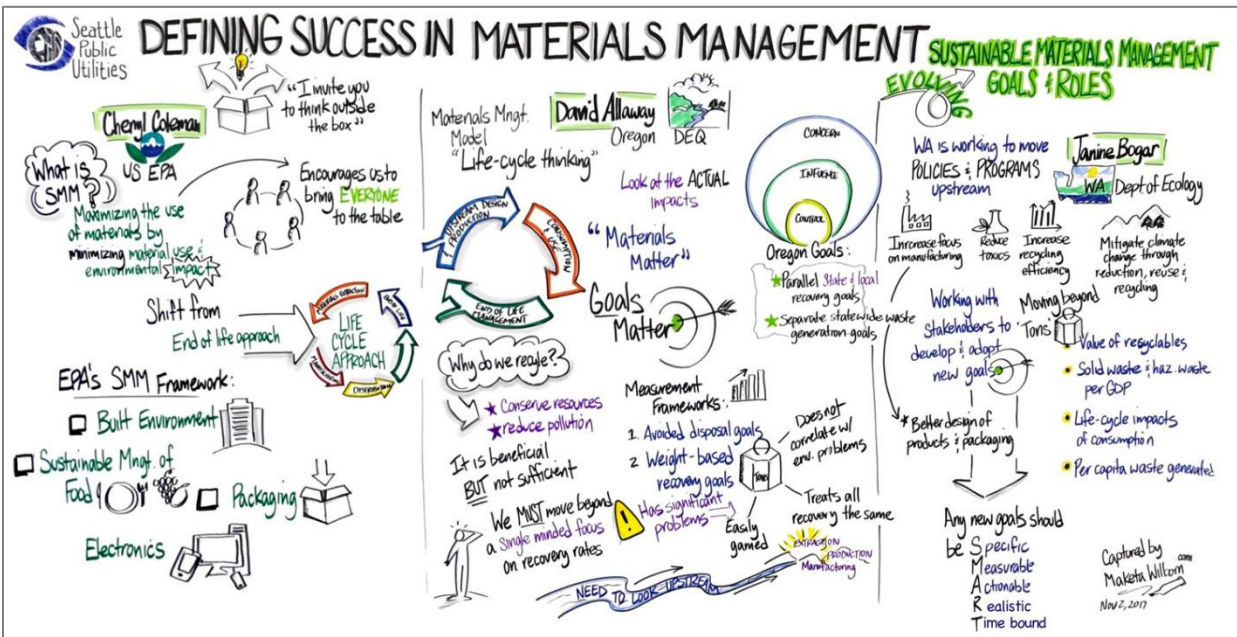 Seattle
Public
Utilities
DEFINING SUCCESS IN MATERIALS MANAGEMENT
SUSTAINABLE MATERIALS MANAGEMENT
EVOLVING
GOALS & ROLES
Cheryl Coleman
US EPA
"I invite you
to think outside
the box"
What is
SMM?
Maximizing the use
of materials by
minimizing material use &
environmental impact
Encourages us to
bring EVERYONE
to the table
Shift from
End of life approach
MATERIALS EXTRACTION
DISTRIBUTION
LIFE
CYCLE
APPROACH
EPA's SMM Framework:
Built Environment
Sustainable Mngt. of
Food
Packaging
Electronics
Materials Mngt.
Model
"Life-cycle thinking"
David Allaway
Oregon DEQ
Look at the ACTUAL
impacts
UPSTREAM DESIGN
& PRODUCTION
CONSUMPTION
& USE
END OF LIFE
MANAGEMENT
"Materials
Matter"
Goals
Matter
CONCERN
INFLUENCE
CONTROL
Oregon Goals:
Parallel State & local
recovery goals
Separate statewide waste
generation goals
Why do we recycle?
Conserve resources
reduce pollution
It is beneficial
BUT not sufficient
We MUST move beyond
a single minded focus
on recovery rates
Measurement
Frameworks:
1. Avoided disposal goals
2 Weight-based
recovery goals
Has significant
problems
TONS
Does not
correlate w/
env. problems
Treats all
recovery the same
Easily
gamed
NEED TO LOOK UPSTREAM
EXTRACTION
PRODUCTION
Manufacturing
WA is working to move
POLICIES & PROGRAMS
upstream
Janine Bogar
WA Dept of Ecology
Increase focus
on manufacturing
Reduce
toxics
Increase
recycling
efficiency
Mitigate climate
change through
reduction, reuse &
recycling
Working with
stakeholders to
develop & adopt
new goals
* Better design of
products & packaging
Moving beyond
'Tons'
Value of recyclables
Solid waste & haz. waste
per GDP
Life-cycle impacts
of consumption
Per capita waste generated
Any new goals should
be Specific
Measurable
Actionable
Realistic
Time bound
Captured by
Maketa Wilborn .com
Nov 2, 2017